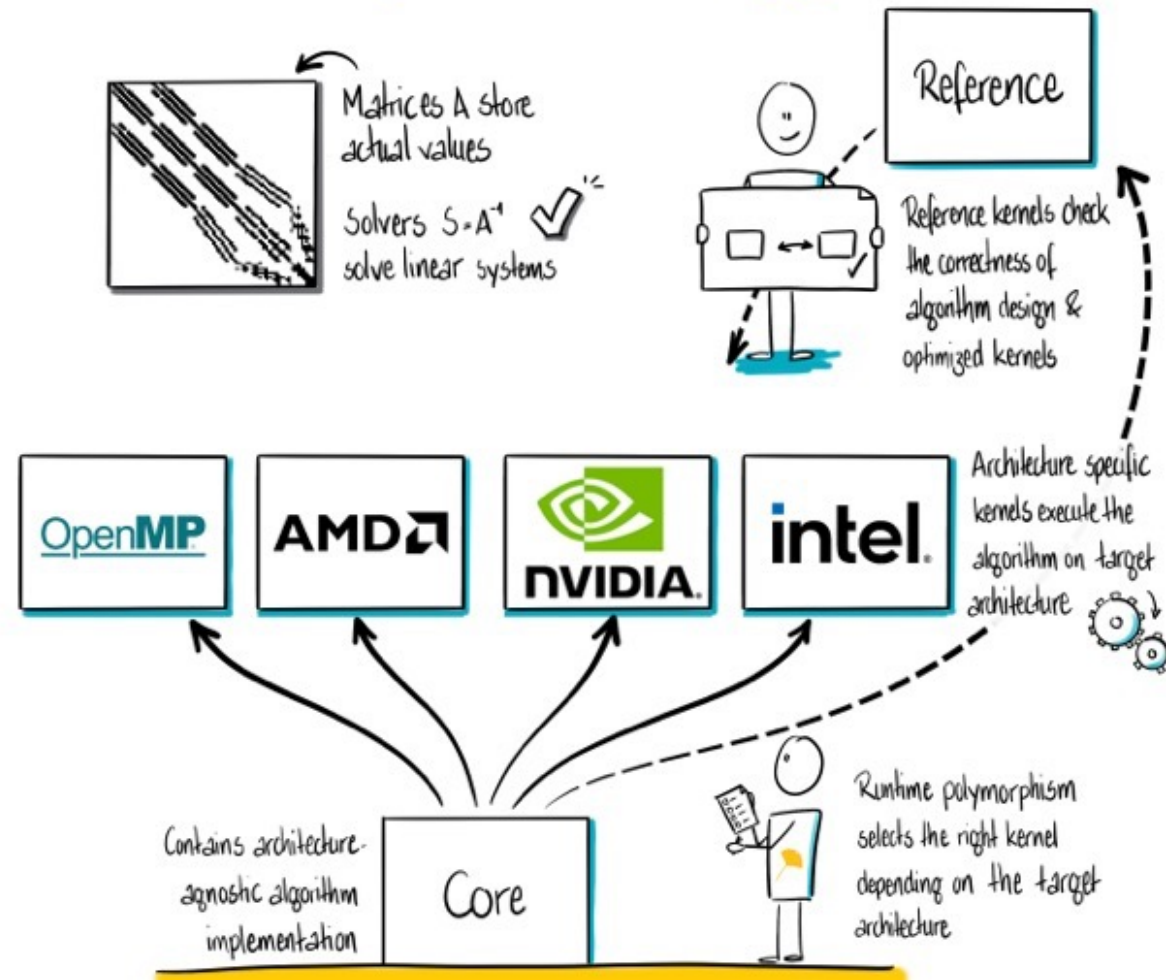 Matrices A store
actual values
Solvers S=A⁻¹
solve linear systems
Reference
Reference kernels check
the correctness of
algorithm design &
optimized kernels
OpenMP
AMD
NVIDIA.
intel.
Architecture specific
kernels execute the
algorithm on target
architecture
Contains architecture-
agnostic algorithm
implementation
Core
Runtime polymorphism
selects the right kernel
depending on the target
architecture